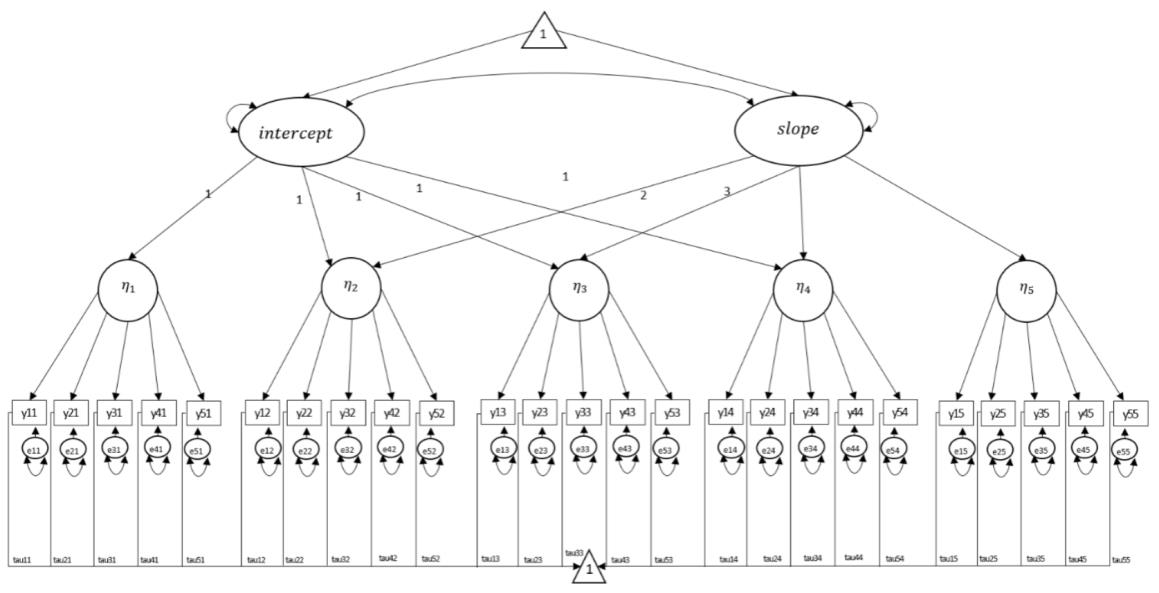 1
intercept
slope
1
1
1
1
1
2
3
η1
η2
η3
η4
η5
y11 y21 y31 y41 y51 y12 y22 y32 y42 y52 y13 y23 y33 y43 y53 y14 y24 y34 y44 y54 y15 y25 y35 y45 y55
e11 e21 e31 e41 e51 e12 e22 e32 e42 e52 e13 e23 e33 e43 e53 e14 e24 e34 e44 e54 e15 e25 e35 e45 e55
tau11 tau21 tau31 tau41 tau51 tau12 tau22 tau32 tau42 tau52 tau13 tau23 tau33 tau43 tau53 tau14 tau24 tau34 tau44 tau54 tau15 tau25 tau35 tau45 tau55
1